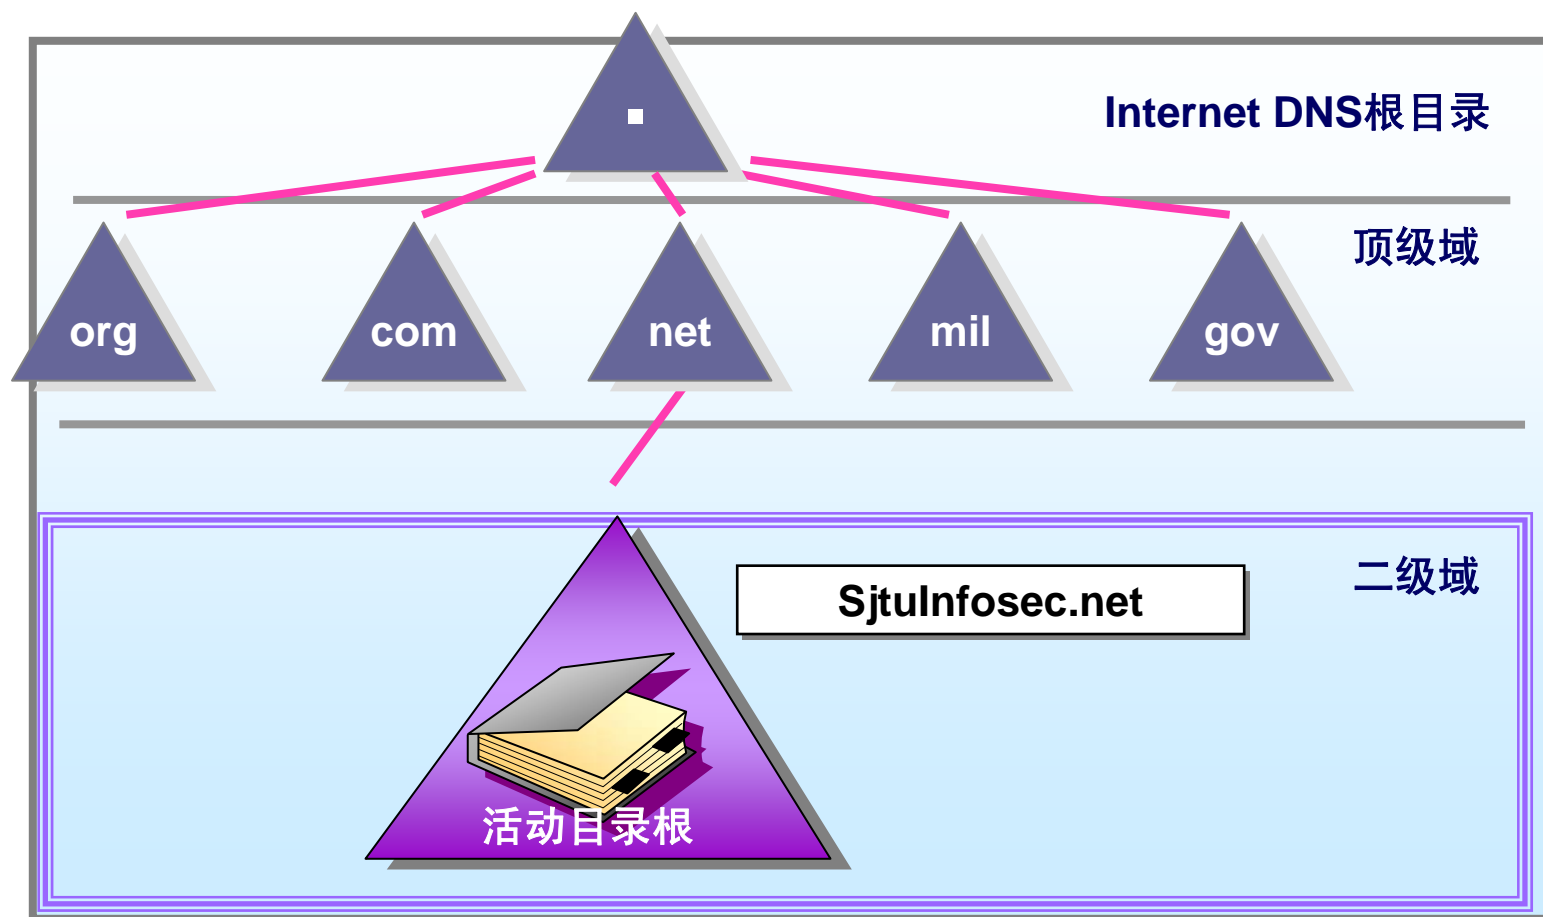 .
Internet DNS根目录
顶级域
org
com
net
mil
gov
二级域
SjtuInfosec.net
活动目录根